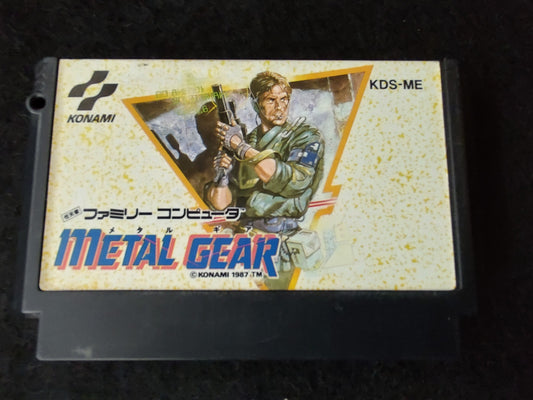 KONAMI
KDS-ME
ファミリー コンピュータ
メタル ギア
METAL GEAR
© KONAMI 1987 TM